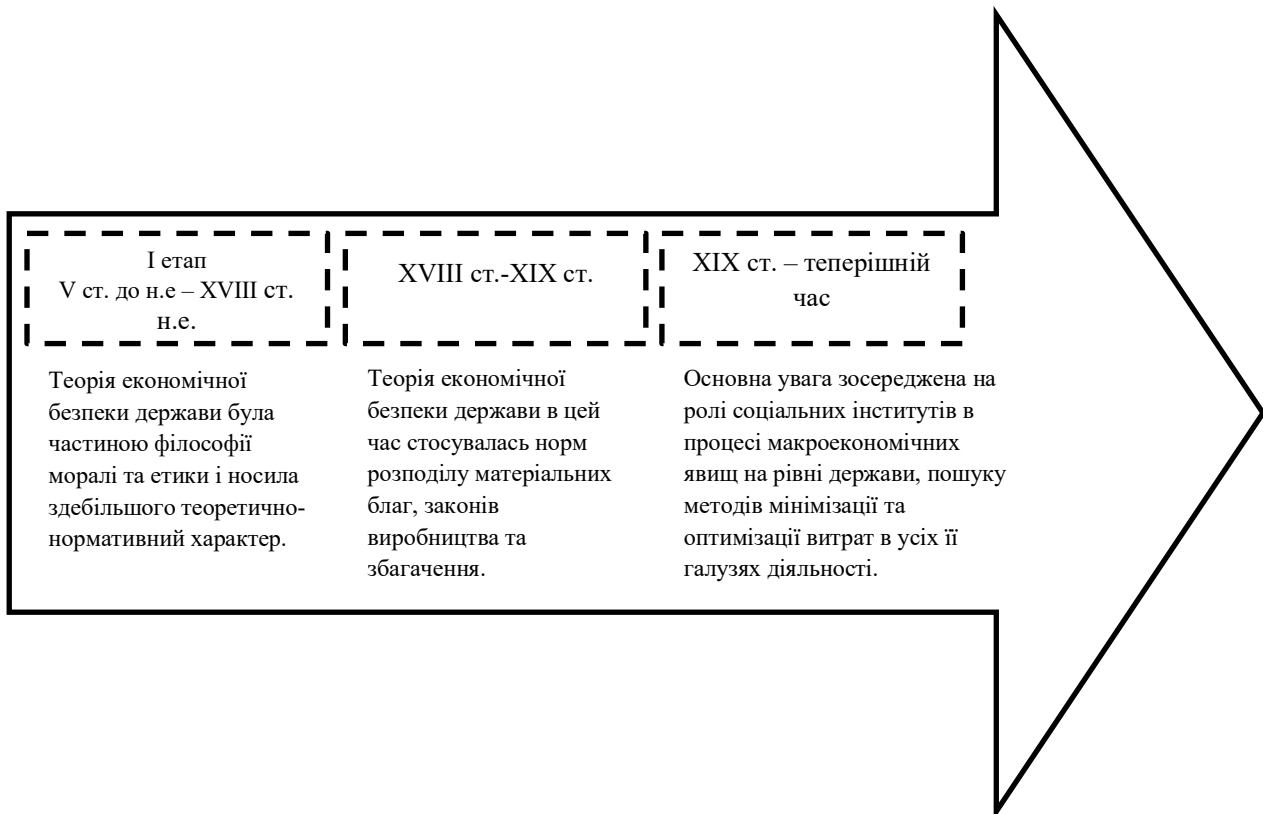 І етап
V ст. до н.е – XVIII ст.
н.е.
XVIII ст.-XIX ст.
XIX ст. – теперішній
час
Теорія економічної
безпеки держави була
частиною філософії
моралі та етики і носила
здебільшого теоретично-
нормативний характер.
Теорія економічної
безпеки держави в цей
час стосувалась норм
розподілу матеріальних
благ, законів
виробництва та
збагачення.
Основна увага зосереджена на
ролі соціальних інститутів в
процесі макроекономічних
явищ на рівні держави, пошуку
методів мінімізації та
оптимізації витрат в усіх її
галузях діяльності.